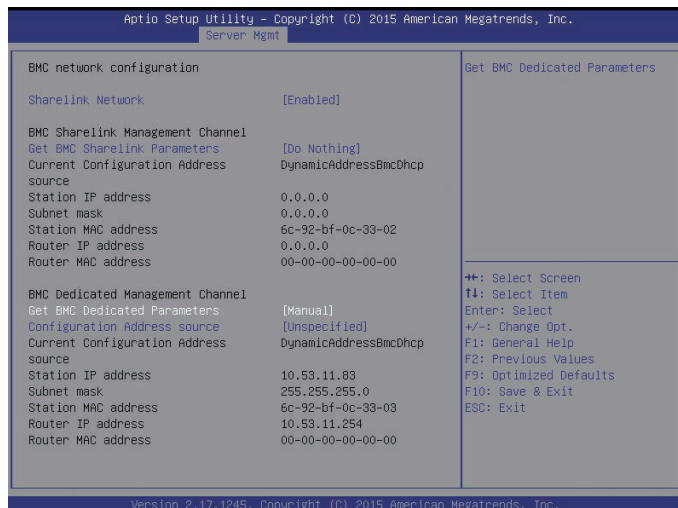 Aptio Setup Utility – Copyright (C) 2015 American Megatrends, Inc.
Server Mgmt
BMC network configuration
Sharelink Network [Enabled]
BMC Sharelink Management Channel
Get BMC Sharelink Parameters [Do Nothing]
Current Configuration Address DynamicAddressBmcDhcp
source
Station IP address 0.0.0.0
Subnet mask 0.0.0.0
Station MAC address 6c-92-bf-0c-33-02
Router IP address 0.0.0.0
Router MAC address 00-00-00-00-00-00
BMC Dedicated Management Channel
Get BMC Dedicated Parameters [Manual]
Configuration Address source [Unspecified]
Current Configuration Address DynamicAddressBmcDhcp
source
Station IP address 10.53.11.83
Subnet mask 255.255.255.0
Station MAC address 6c-92-bf-0c-33-03
Router IP address 10.53.11.254
Router MAC address 00-00-00-00-00-00
Get BMC Dedicated Parameters
→←: Select Screen
↑↓: Select Item
Enter: Select
+/-: Change Opt.
F1: General Help
F2: Previous Values
F9: Optimized Defaults
F10: Save & Exit
ESC: Exit
Version 2.17.1245. Copyright (C) 2015 American Megatrends, Inc.